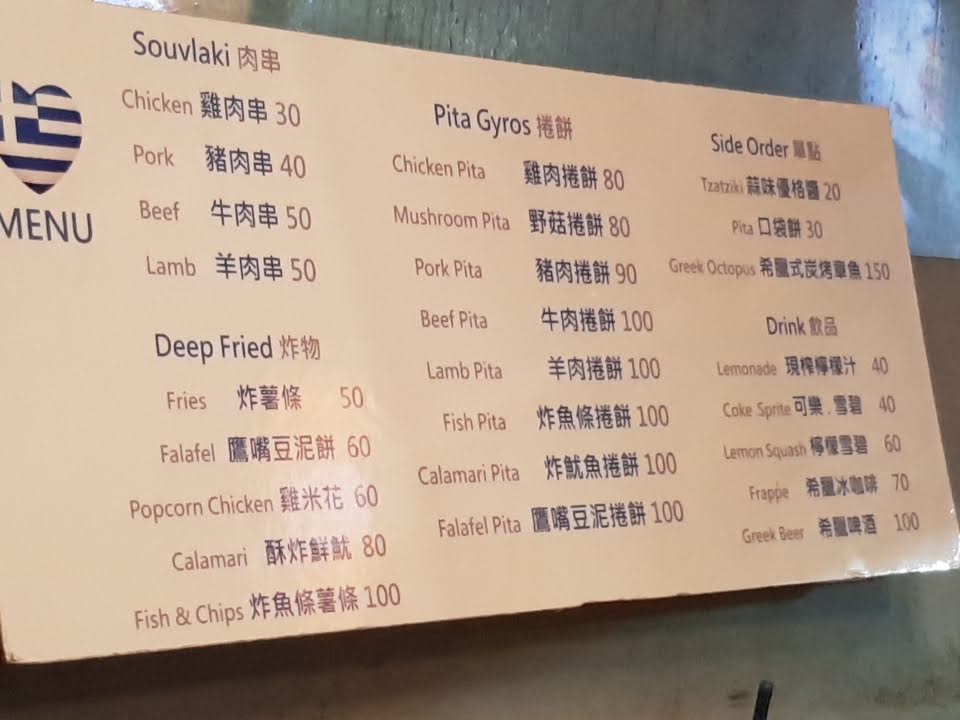 MENU
Souvlaki 肉串
Chicken 雞肉串 30
Pork 豬肉串 40
Beef 牛肉串 50
Lamb 羊肉串 50
Deep Fried 炸物
Fries 炸薯條 50
Falafel 鷹嘴豆泥餅 60
Popcorn Chicken 雞米花 60
Calamari 酥炸鮮魷 80
Fish & Chips 炸魚條薯條 100
Pita Gyros 捲餅
Chicken Pita 雞肉捲餅 80
Mushroom Pita 野菇捲餅 80
Pork Pita 豬肉捲餅 90
Beef Pita 牛肉捲餅 100
Lamb Pita 羊肉捲餅 100
Fish Pita 炸魚條捲餅 100
Calamari Pita 炸魷魚捲餅 100
Falafel Pita 鷹嘴豆泥捲餅 100
Side Order 單點
Tzatziki 蒜味優格醬 20
Pita 口袋餅 30
Greek Octopus 希臘式炭烤章魚 150
Drink 飲品
Lemonade 現榨檸檬汁 40
Coke Sprite 可樂 . 雪碧 40
Lemon Squash 檸檬雪碧 60
Frappe 希臘冰咖啡 70
Greek Beer 希臘啤酒 100